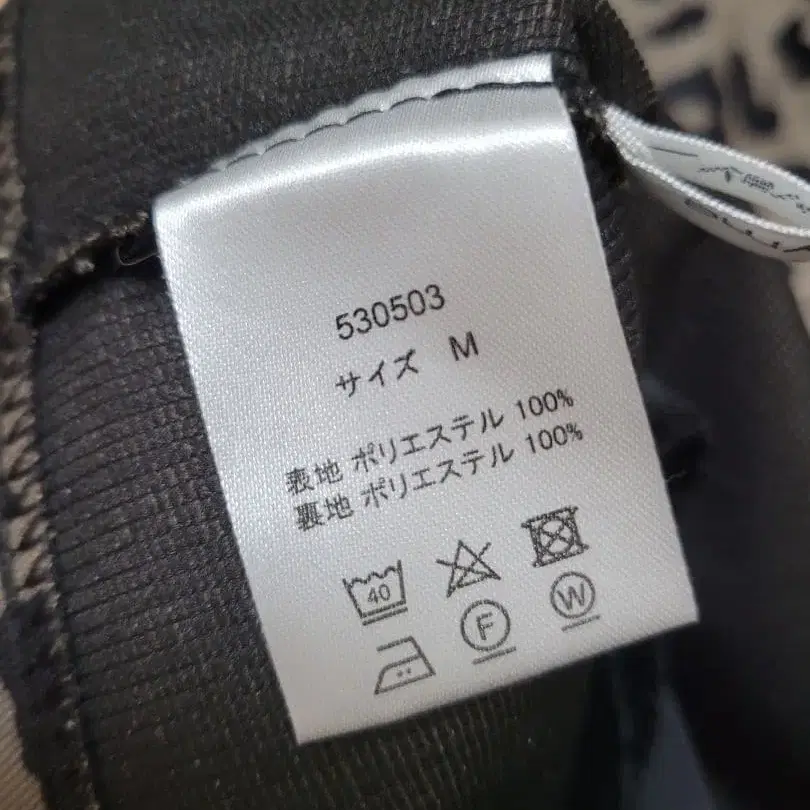 530503
サイズ M
表地 ポリエステル 100%
裏地 ポリエステル 100%
40
F
W